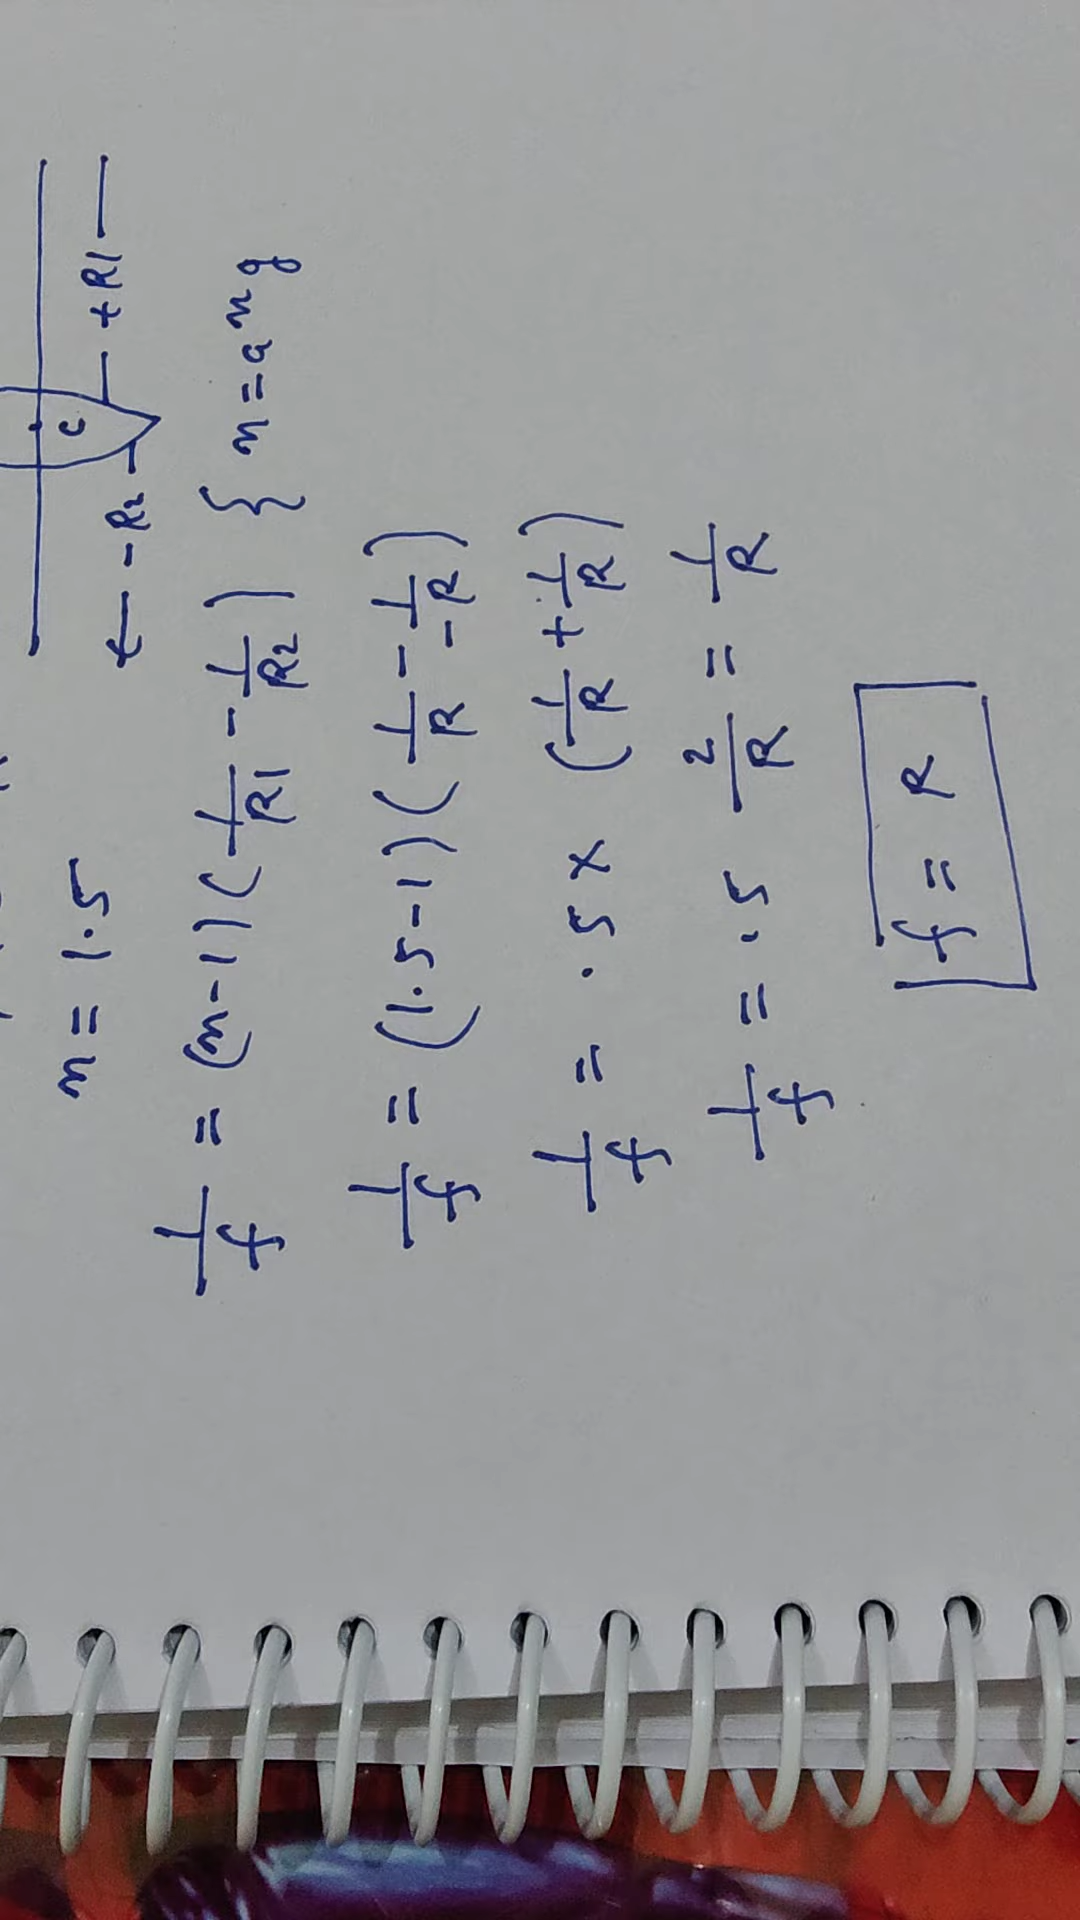 C
← - R2 — + R1 —
n = 1.5
1/f = (n-1) (1/R1 - 1/R2) { n = a n g
1/f = (1.5-1) (1/R - 1/-R)
1/f = .5 x (1/R + 1/R)
1/f = .5 2/R = 1/R
f = R